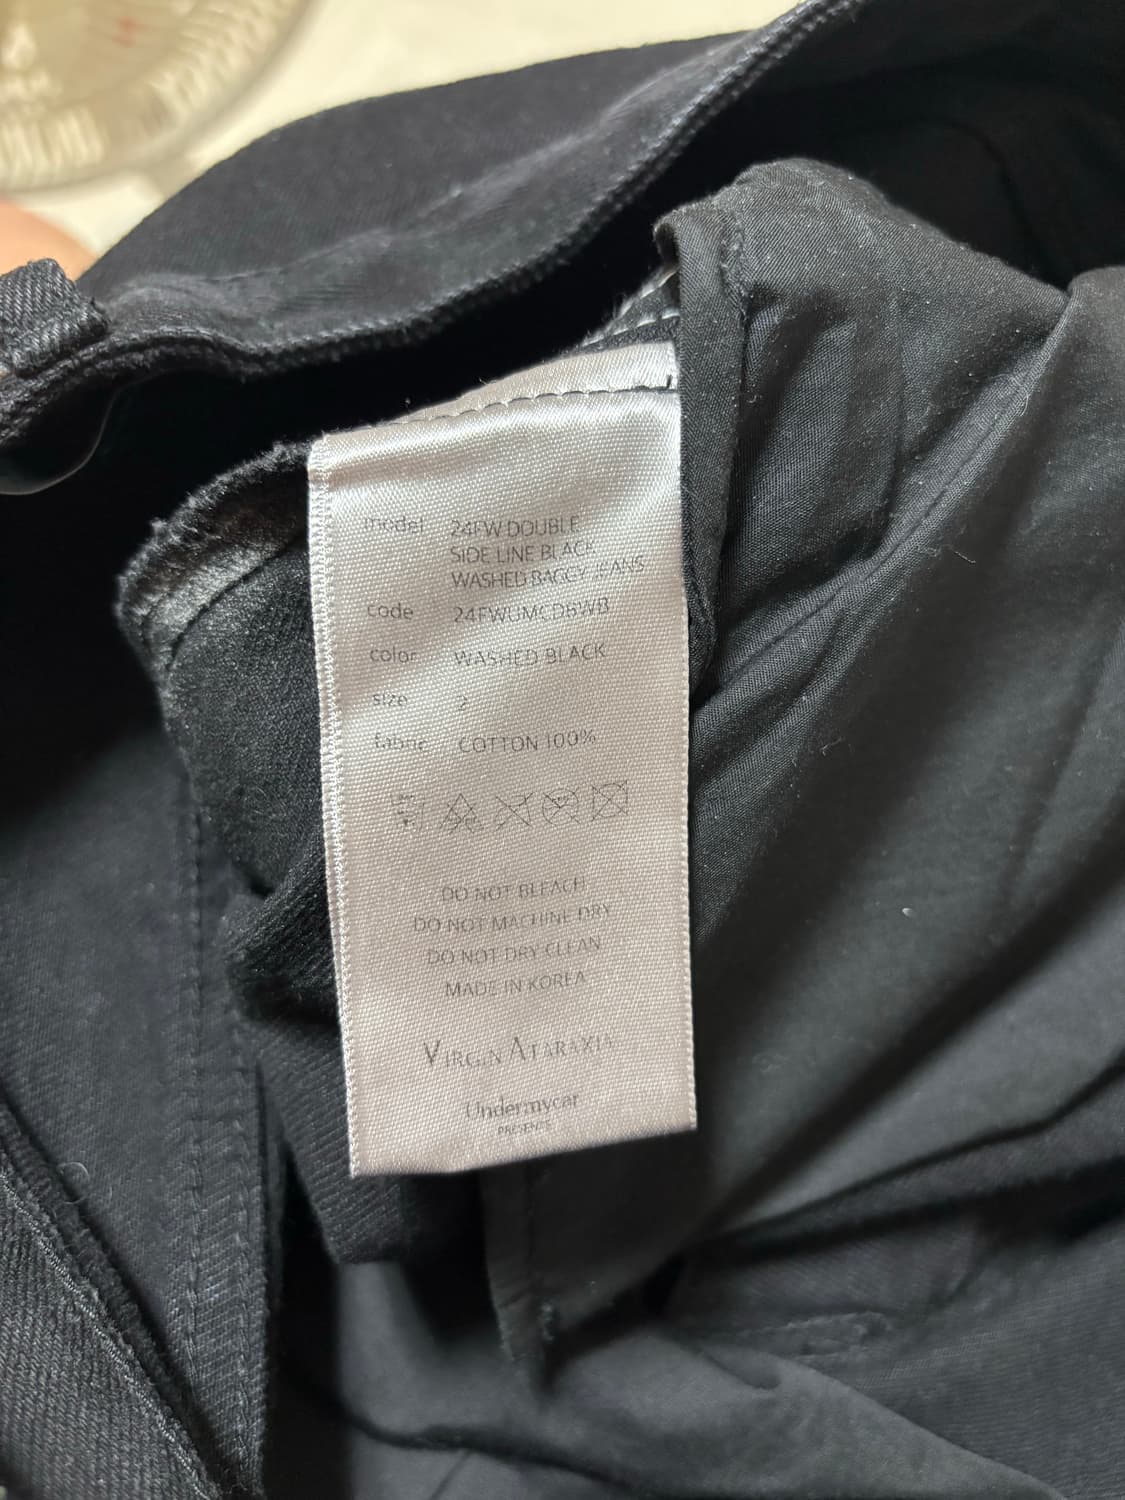 model 24FW DOUBLE
SIDE LINE BLACK
WASHED BAGGY JEANS
code 24FWUMCDBWB
color WASHED BLACK
size 2
fabric COTTON 100%
DO NOT BLEACH
DO NOT MACHINE DRY
DO NOT DRY CLEAN
MADE IN KOREA
VIRGIN ATARAXIA
Undermycar
PRESENTS